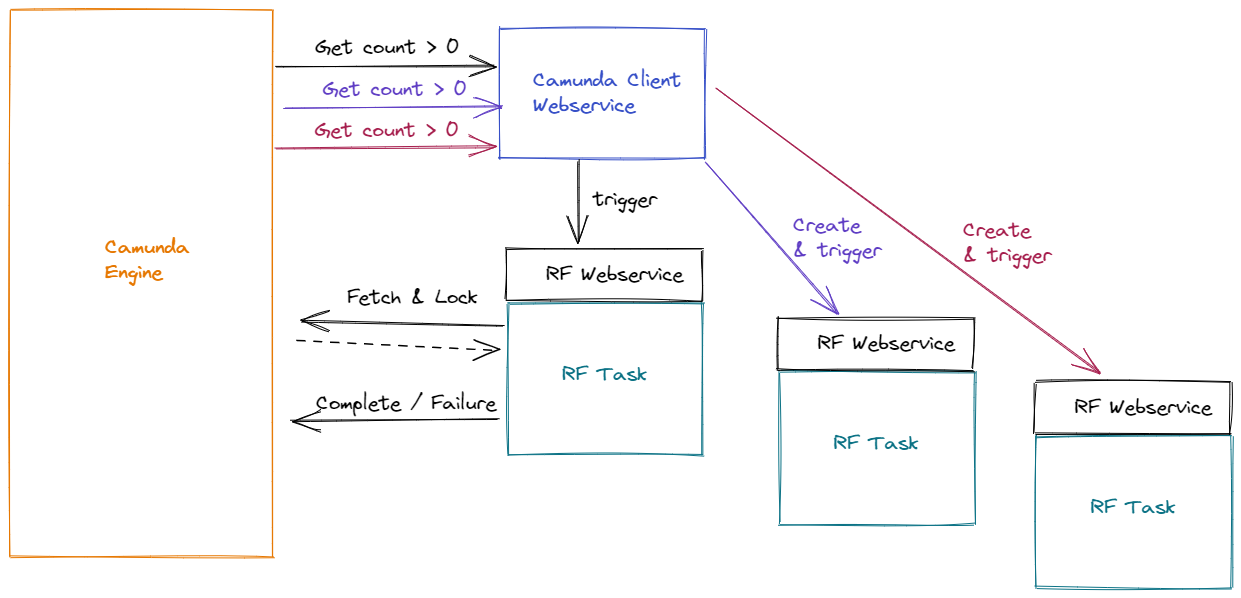 Get count > 0
Get count > 0
Get count > 0
Camunda Client
Webservice
trigger
Create
& trigger
Create
& trigger
Camunda
Engine
RF Webservice
Fetch & Lock
RF Task
Complete / Failure
RF Webservice
RF Task
RF Webservice
RF Task